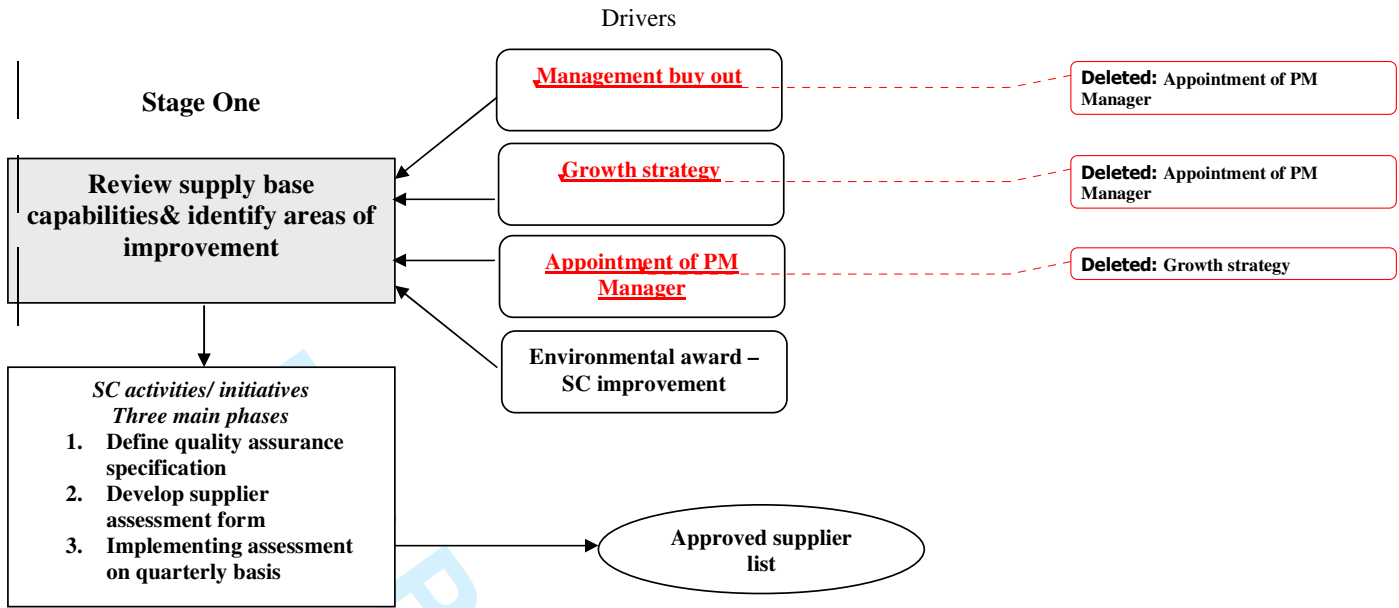 Drivers
Management buy out
Deleted: Appointment of PM
Manager
Stage One
Growth strategy
Deleted: Appointment of PM
Manager
Review supply base
capabilities& identify areas of
improvement
Appointment of PM
Manager
Deleted: Growth strategy
Environmental award –
SC improvement
SC activities/ initiatives
Three main phases
1. Define quality assurance
specification
2. Develop supplier
assessment form
3. Implementing assessment
on quarterly basis
Approved supplier
list